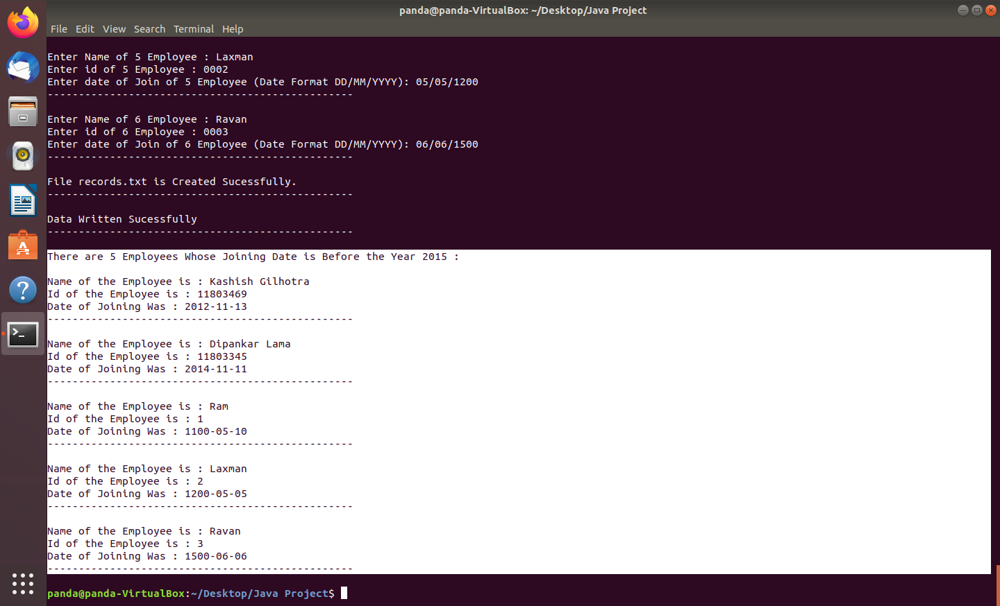 panda@panda-VirtualBox: ~/Desktop/Java Project
File Edit View Search Terminal Help
Enter Name of 5 Employee : Laxman
Enter id of 5 Employee : 0002
Enter date of Join of 5 Employee (Date Format DD/MM/YYYY): 05/05/1200
-------------------------------------------------
Enter Name of 6 Employee : Ravan
Enter id of 6 Employee : 0003
Enter date of Join of 6 Employee (Date Format DD/MM/YYYY): 06/06/1500
-------------------------------------------------
File records.txt is Created Sucessfully.
-------------------------------------------------
Data Written Sucessfully
-------------------------------------------------
There are 5 Employees Whose Joining Date is Before the Year 2015 :
Name of the Employee is : Kashish Gilhotra
Id of the Employee is : 11803469
Date of Joining Was : 2012-11-13
-------------------------------------------------
Name of the Employee is : Dipankar Lama
Id of the Employee is : 11803345
Date of Joining Was : 2014-11-11
-------------------------------------------------
Name of the Employee is : Ram
Id of the Employee is : 1
Date of Joining Was : 1100-05-10
-------------------------------------------------
Name of the Employee is : Laxman
Id of the Employee is : 2
Date of Joining Was : 1200-05-05
-------------------------------------------------
Name of the Employee is : Ravan
Id of the Employee is : 3
Date of Joining Was : 1500-06-06
-------------------------------------------------
panda@panda-VirtualBox:~/Desktop/Java Project$